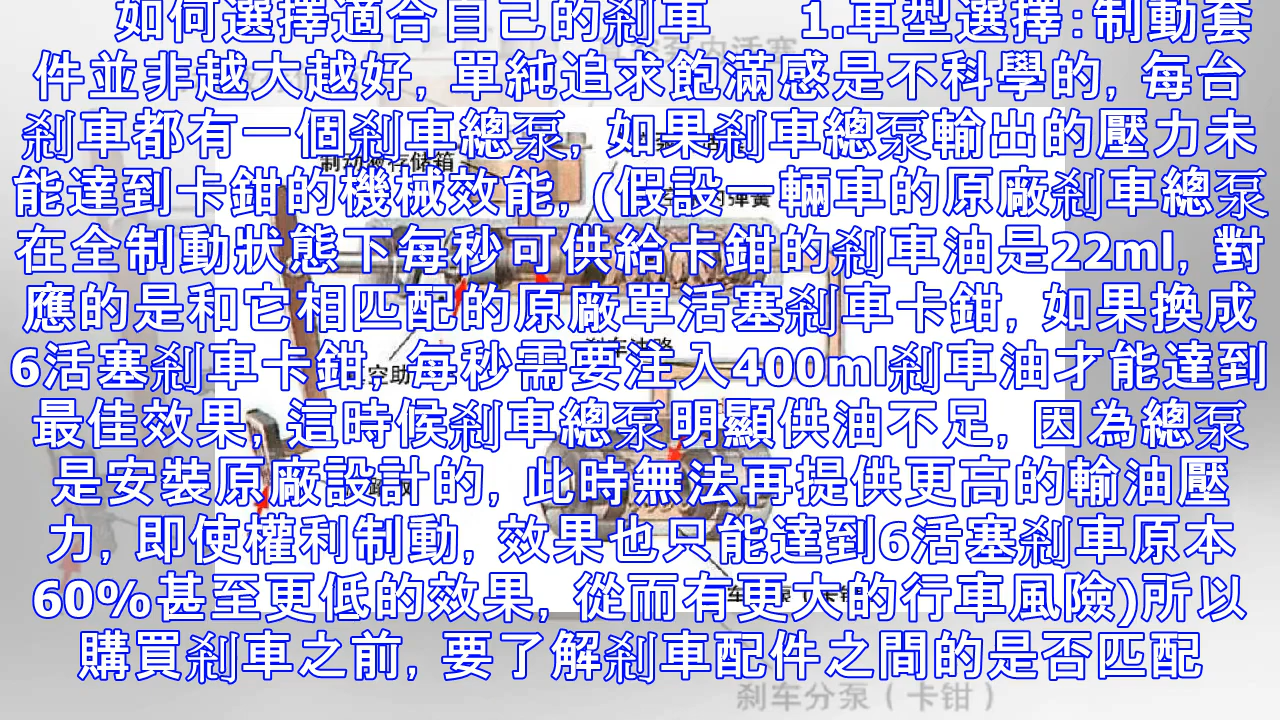 如何選擇適合自己的剎車 1.車型選擇:制動套
件並非越大越好, 單純追求飽滿感是不科學的, 每台
剎車都有一個剎車總泵, 如果剎車總泵輸出的壓力未
能達到卡鉗的機械效能, (假設一輛車的原廠剎車總泵
在全制動狀態下每秒可供給卡鉗的剎車油是22ml, 對
應的是和它相匹配的原廠單活塞剎車卡鉗, 如果換成
6活塞剎車卡鉗, 每秒需要注入400ml剎車油才能達到
最佳效果, 這時候剎車總泵明顯供油不足, 因為總泵
是安裝原廠設計的, 此時無法再提供更高的輸油壓
力, 即使權利制動, 效果也只能達到6活塞剎車原本
60%甚至更低的效果, 從而有更大的行車風險)所以
購買剎車之前, 要了解剎車配件之間的是否匹配
制动液存储箱
刹车油路
刹车分泵（卡钳）